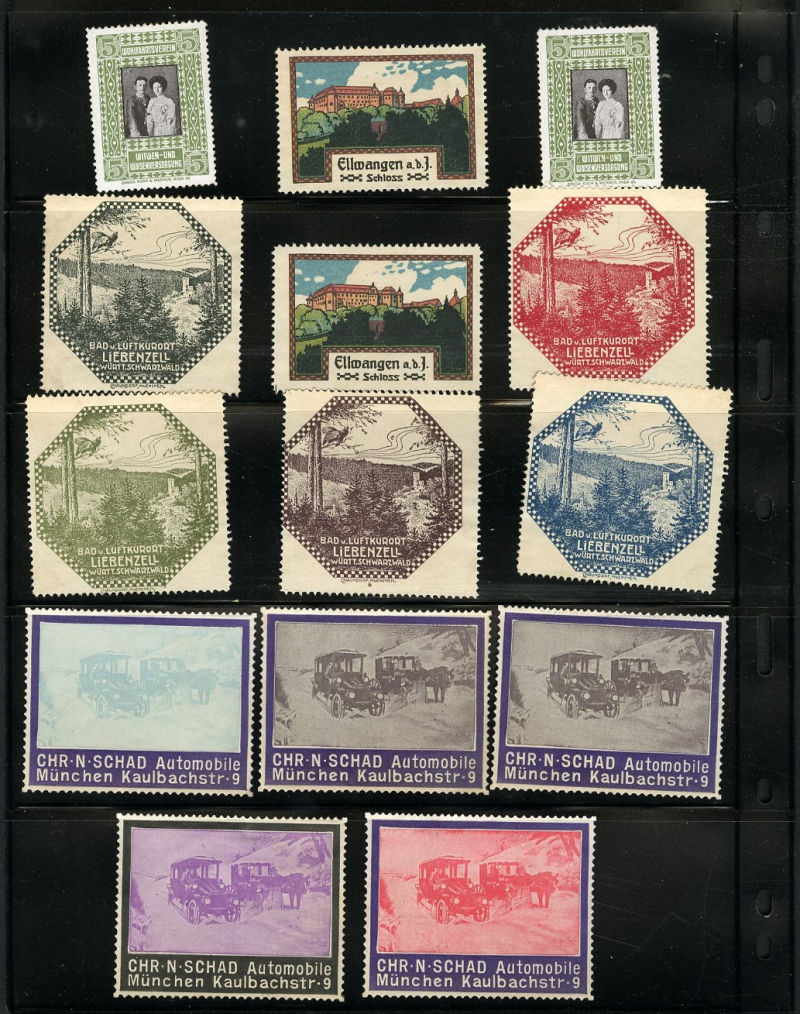 5 WOHLFAHRTSVEREIN 5
5 WITWEN-UND 5
WAISENVERSORGUNG
Ellwangen a.d.J.
Schloss
5 WOHLFAHRTSVEREIN 5
5 WITWEN-UND 5
WAISENVERSORGUNG
BAD u. LUFTKURORT
LIEBENZELL
WÜRTT. SCHWARZWALD
Ellwangen a.d.J.
Schloss
BAD u. LUFTKURORT
LIEBENZELL
WÜRTT. SCHWARZWALD
BAD u. LUFTKURORT
LIEBENZELL
WÜRTT. SCHWARZWALD
BAD u. LUFTKURORT
LIEBENZELL
WÜRTT. SCHWARZWALD
BAD u. LUFTKURORT
LIEBENZELL
WÜRTT. SCHWARZWALD
CHR·N·SCHAD Automobile
München Kaulbachstr·9
CHR·N·SCHAD Automobile
München Kaulbachstr·9
CHR·N·SCHAD Automobile
München Kaulbachstr·9
CHR·N·SCHAD Automobile
München Kaulbachstr·9
CHR·N·SCHAD Automobile
München Kaulbachstr·9